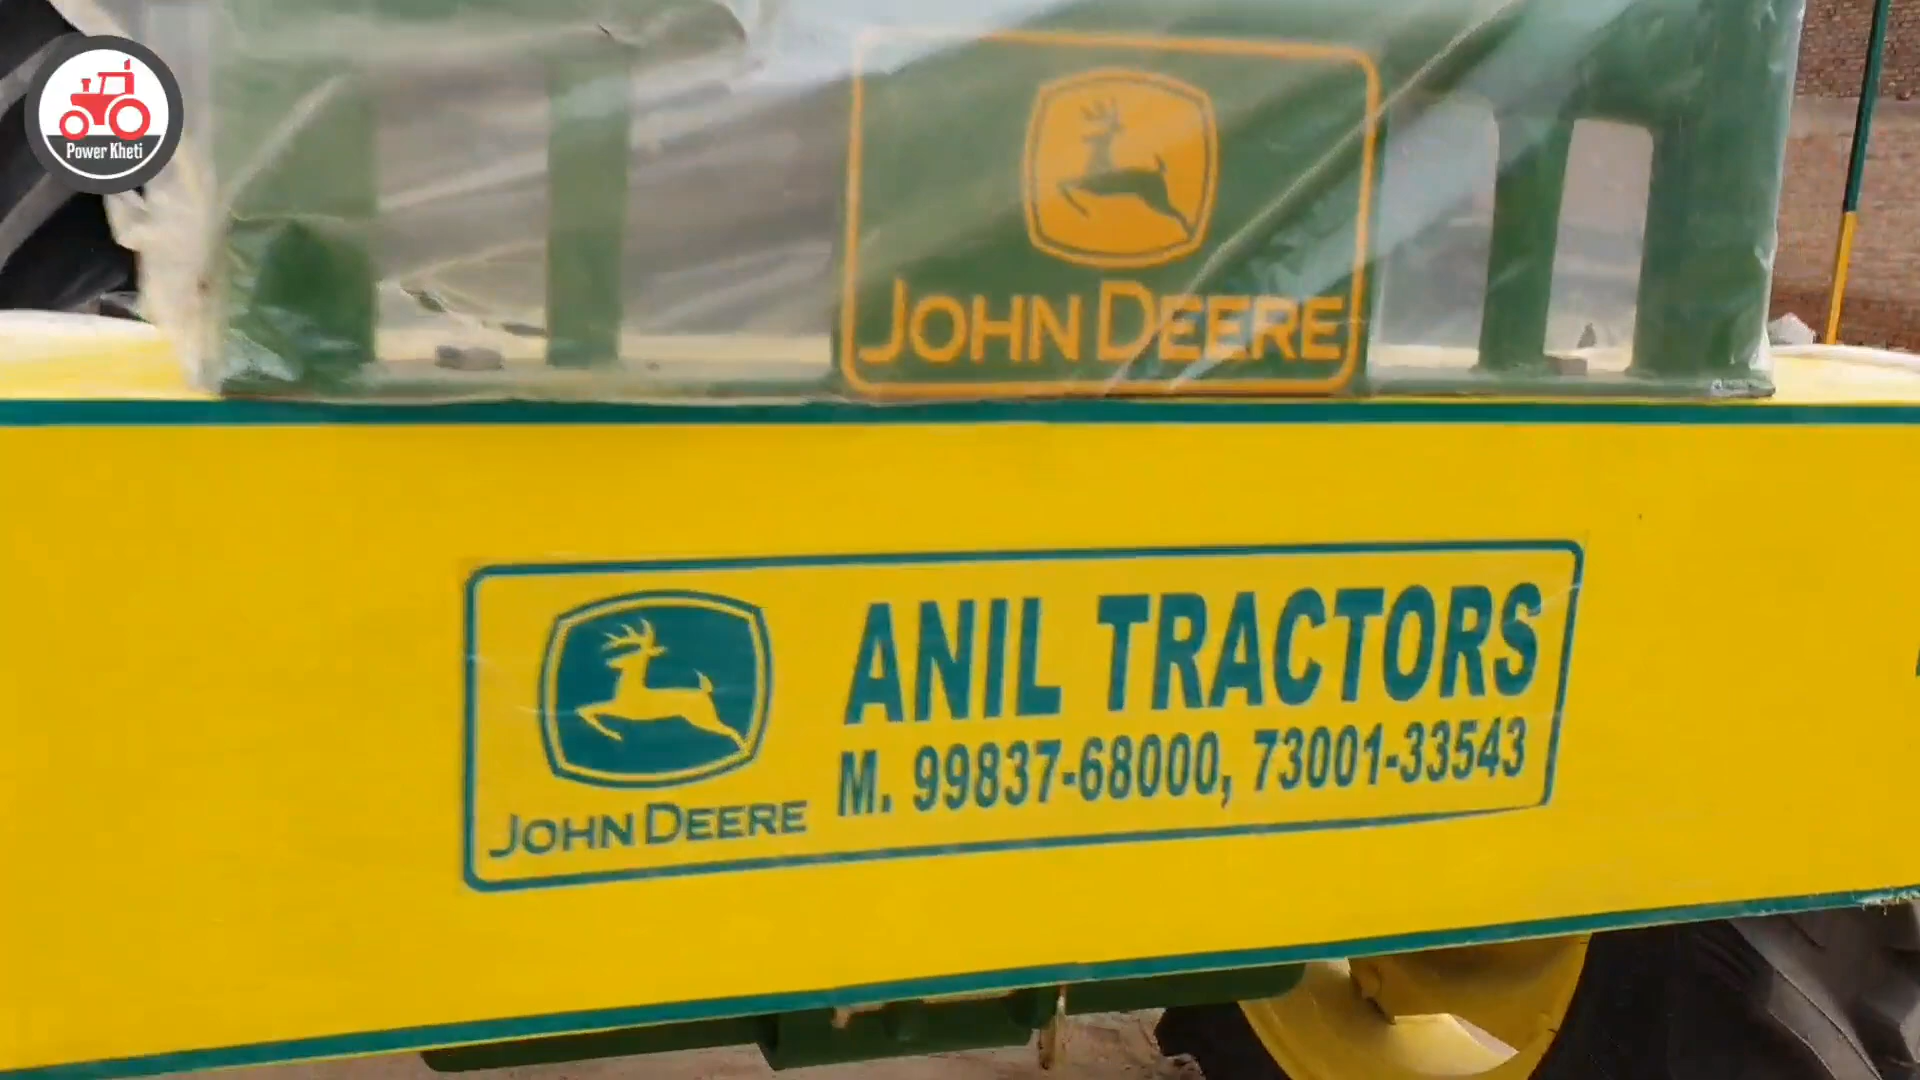 Power Kheti
JOHN DEERE
ANIL TRACTORS
M. 99837-68000, 73001-33543
JOHN DEERE